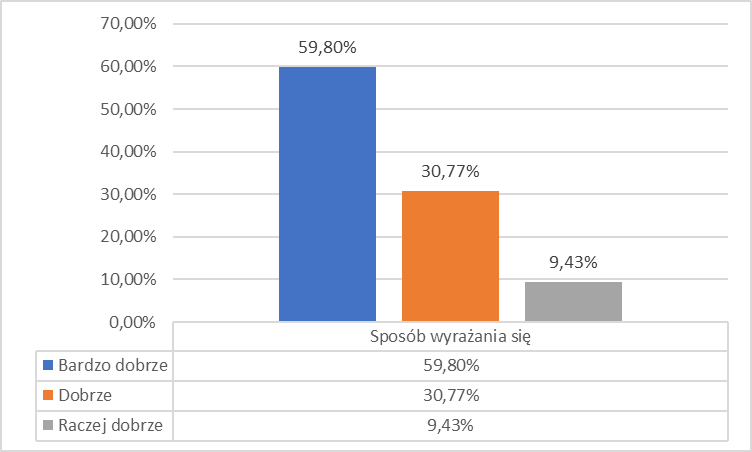 70,00%
60,00%
50,00%
40,00%
30,00%
20,00%
10,00%
0,00%
59,80%
30,77%
9,43%
Sposób wyrażania się
Bardzo dobrze 59,80%
Dobrze 30,77%
Raczej dobrze 9,43%